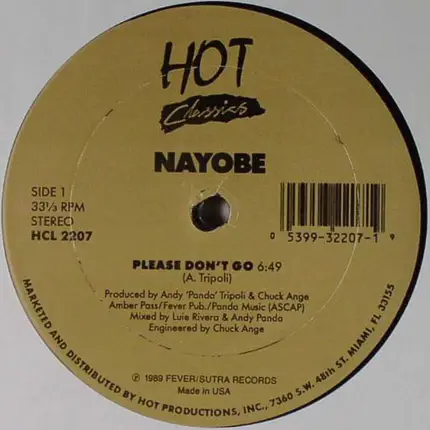 HOT
Classics
NAYOBE
SIDE 1
33⅓ RPM
STEREO
HCL 2207
0 5399-32207-1 9
PLEASE DON'T GO 6:49
(A. Tripoli)
Produced by Andy 'Panda' Tripoli & Chuck Ange
Amber Pass/Fever Pub./Panda Music (ASCAP)
Mixed by Luie Rivera & Andy Panda
Engineered by Chuck Ange
℗ 1989 FEVER/SUTRA RECORDS
Made in USA
MARKETED AND DISTRIBUTED BY HOT PRODUCTIONS, INC., 7360 S.W. 48th ST. MIAMI, FL 33155